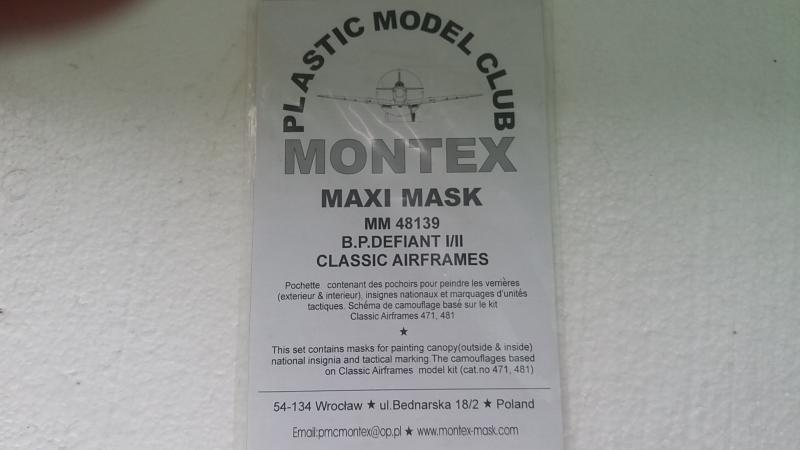 PLASTIC MODEL CLUB
MONTEX
MAXI MASK
MM 48139
B.P.DEFIANT I/II
CLASSIC AIRFRAMES
Pochette contenant des pochoirs pour peindre les verrières
(exterieur & interieur), insignes nationaux et marquages d'unités
tactiques. Schéma de camouflage basé sur le kit
Classic Airframes 471, 481
★
This set contains masks for painting canopy(outside & inside)
national insignia and tactical marking.The camouflages based
on Classic Airframes model kit (cat.no 471, 481)
54-134 Wrocław ★ ul.Bednarska 18/2 ★ Poland
Email:pmcmontex@op.pl ★ www.montex-mask.com